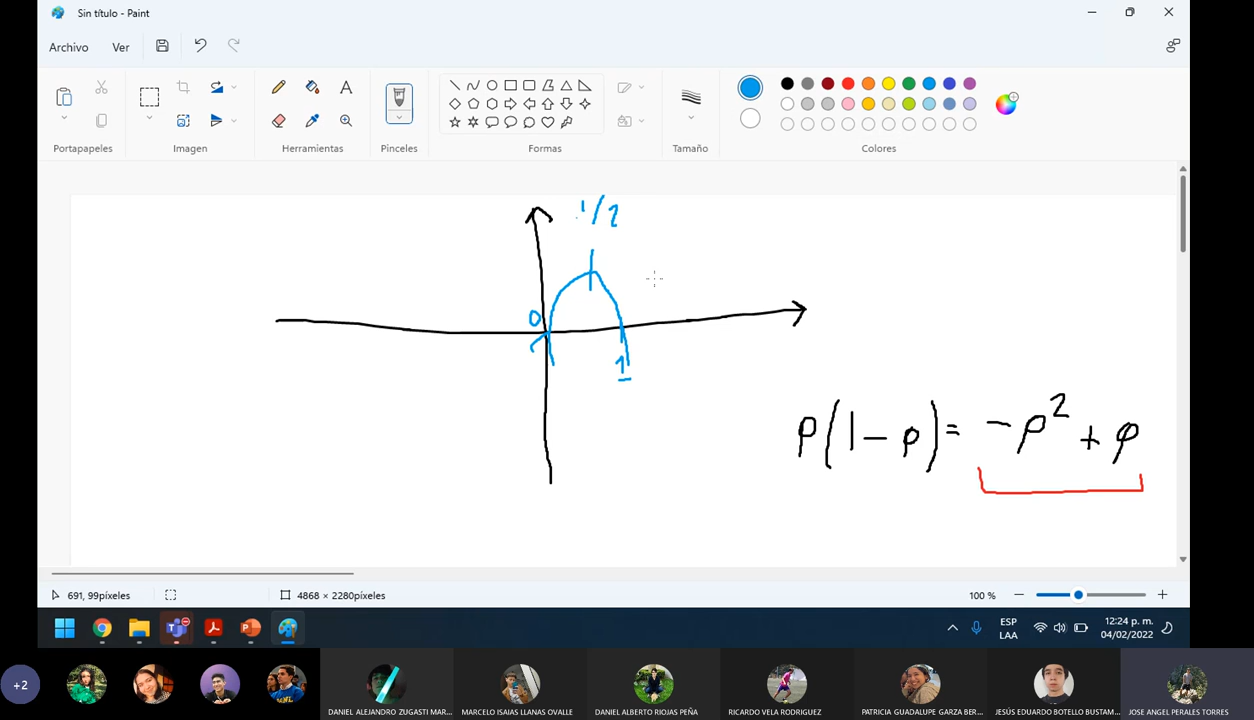 Sin título - Paint
Archivo Ver
Portapapeles Imagen Herramientas Pinceles Formas Tamaño Colores
1/2
0
1
p(1-p)= -p² + p
691, 99píxeles 4868 × 2280píxeles 100 %
ESP
LAA
12:24 p. m.
04/02/2022
+2
DANIEL ALEJANDRO ZUGASTI MAR... MARCELO ISAIAS LLANAS OVALLE DANIEL ALBERTO RIOJAS PEÑA RICARDO VELA RODRIGUEZ PATRICIA GUADALUPE GARZA BER... JESÚS EDUARDO BOTELLO BUSTAM... JOSE ANGEL PERALES TORRES